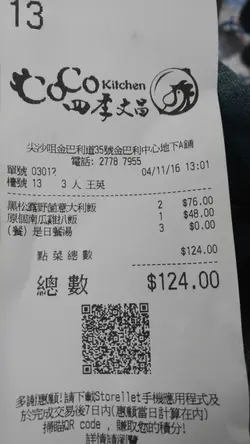 13
CoCo Kitchen
四季文昌
尖沙咀金巴利道35號金巴利中心地下A舖
電話: 2778 7955
單號 03012 04/11/16 13:01
檯號 13 3 人 王英
黑松露野菌意大利飯 2 $76.00
原個南瓜雞扒飯 1 $48.00
(餐) 是日餐湯 3 $0.00
點菜總數 $124.00
總數 $124.00
多謝惠顧!請下載Storellet手機應用程式及
於完成交易後7日內(惠顧當日計算在內)
掃瞄QR code , 賺取您的積分!
詳情請瀏覽